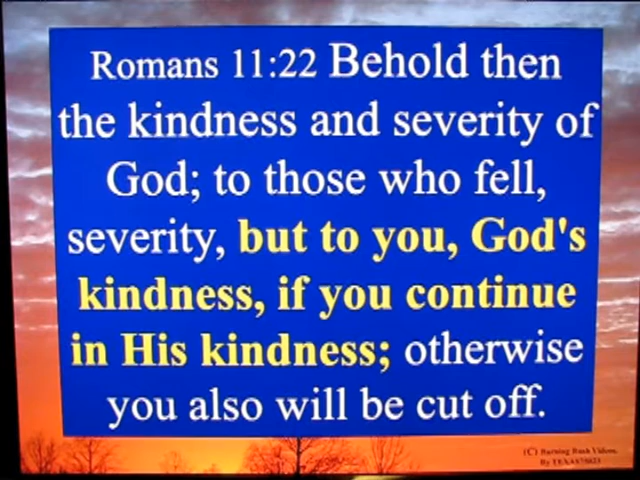 Romans 11:22 Behold then
the kindness and severity of
God; to those who fell,
severity, but to you, God's
kindness, if you continue
in His kindness; otherwise
you also will be cut off.
(C) Burning Bush Videos,